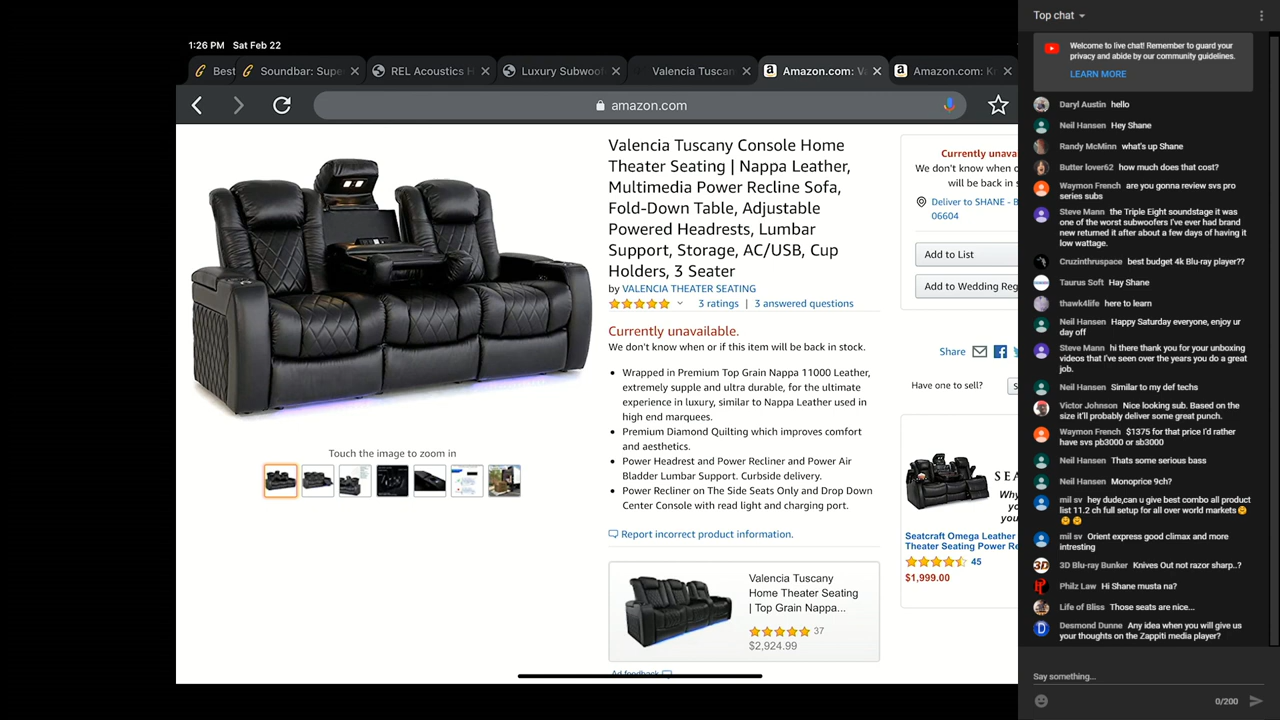 1:26 PM Sat Feb 22
Best
Soundbar: Supe
REL Acoustics H
Luxury Subwoof
Valencia Tuscan
Amazon.com: V
Amazon.com: K
amazon.com
Valencia Tuscany Console Home
Theater Seating | Nappa Leather,
Multimedia Power Recline Sofa,
Fold-Down Table, Adjustable
Powered Headrests, Lumbar
Support, Storage, AC/USB, Cup
Holders, 3 Seater
by VALENCIA THEATER SEATING
3 ratings | 3 answered questions
Currently unavailable.
We don't know when or if this item will be back in stock.
• Wrapped in Premium Top Grain Nappa 11000 Leather,
extremely supple and ultra durable, for the ultimate
experience in luxury, similar to Nappa Leather used in
high end marquees.
• Premium Diamond Quilting which improves comfort
and aesthetics.
• Power Headrest and Power Recliner and Power Air
Bladder Lumbar Support. Curbside delivery.
• Power Recliner on The Side Seats Only and Drop Down
Center Console with read light and charging port.
Report incorrect product information.
Touch the image to zoom in
Valencia Tuscany
Home Theater Seating
| Top Grain Nappa...
37
$2,924.99
Ad feedback
Currently unava
We don't know when o
will be back in s
Deliver to SHANE - B
06604
Add to List
Add to Wedding Reg
Share
Have one to sell?
S
SEA
Why
yo
you
Seatcraft Omega Leather
Theater Seating Power Re
45
$1,999.00
Top chat
Welcome to live chat! Remember to guard your
privacy and abide by our community guidelines.
LEARN MORE
Daryl Austin hello
Neil Hansen Hey Shane
Randy McMinn what's up Shane
Butter lover62 how much does that cost?
Waymon French are you gonna review svs pro
series subs
Steve Mann the Triple Eight soundstage it was
one of the worst subwoofers I've ever had brand
new returned it after about a few days of having it
low wattage.
Cruzinthruspace best budget 4k Blu-ray player??
Taurus Soft Hay Shane
thawk4life here to learn
Neil Hansen Happy Saturday everyone, enjoy ur
day off
Steve Mann hi there thank you for your unboxing
videos that I've seen over the years you do a great
job.
Neil Hansen Similar to my def techs
Victor Johnson Nice looking sub. Based on the
size it'll probably deliver some great punch.
Waymon French $1375 for that price I'd rather
have svs pb3000 or sb3000
Neil Hansen Thats some serious bass
Neil Hansen Monoprice 9ch?
mil sv hey dude,can u give best combo all product
list 11.2 ch full setup for all over world markets
mil sv Orient express good climax and more
intresting
3D Blu-ray Bunker Knives Out not razor sharp..?
Philz Law Hi Shane musta na?
Life of Bliss Those seats are nice...
Desmond Dunne Any idea when you will give us
your thoughts on the Zappiti media player?
Say something...
0/200